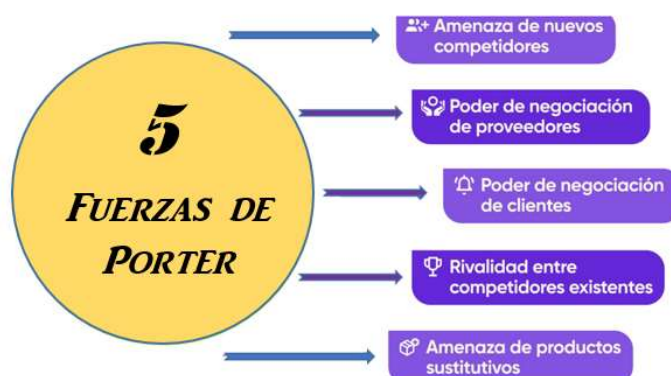 5
FUERZAS DE
PORTER
Amenaza de nuevos
competidores
Poder de negociación
de proveedores
Poder de negociación
de clientes
Rivalidad entre
competidores existentes
Amenaza de productos
sustitutivos